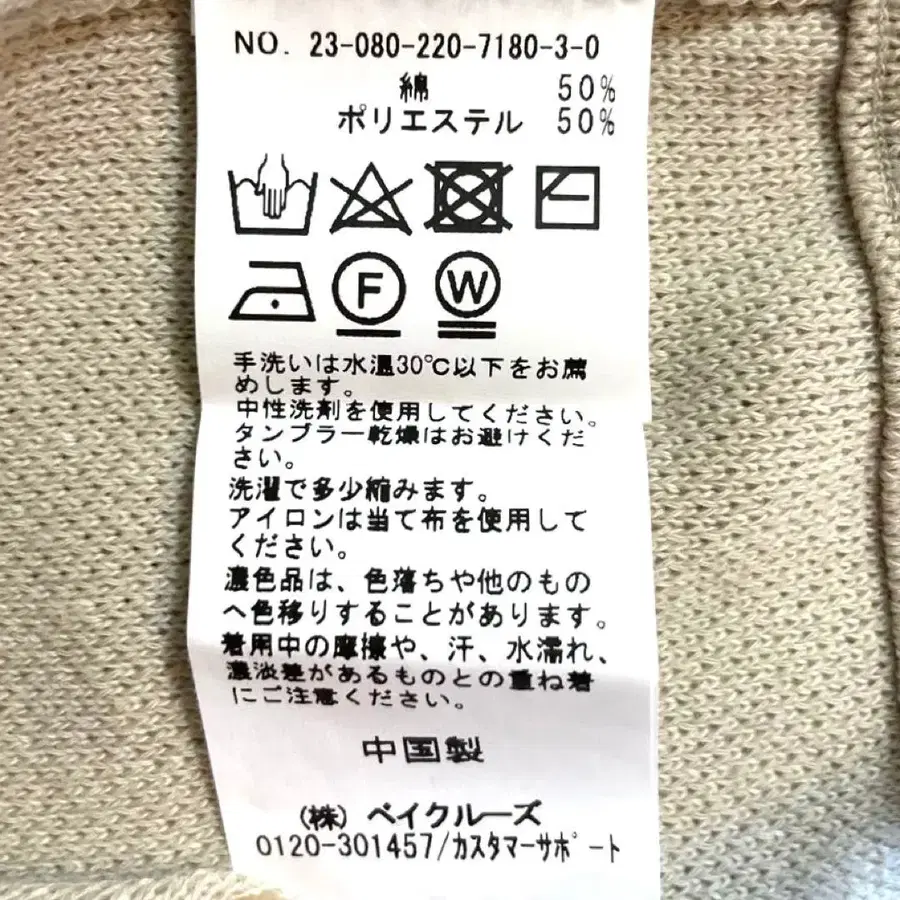 NO. 23-080-220-7180-3-0
綿 50%
ポリエステル 50%
F W
手洗いは水温30℃以下をお薦
めします。
中性洗剤を使用してください。
タンブラー乾燥はお避けくだ
さい。
洗濯で多少縮みます。
アイロンは当て布を使用して
ください。
濃色品は、色落ちや他のもの
へ色移りすることがあります。
着用中の摩擦や、汗、水濡れ、
濃淡差があるものとの重ね着
にご注意ください。
中国製
(株) ベイクルーズ
0120-301457/カスタマーサポート